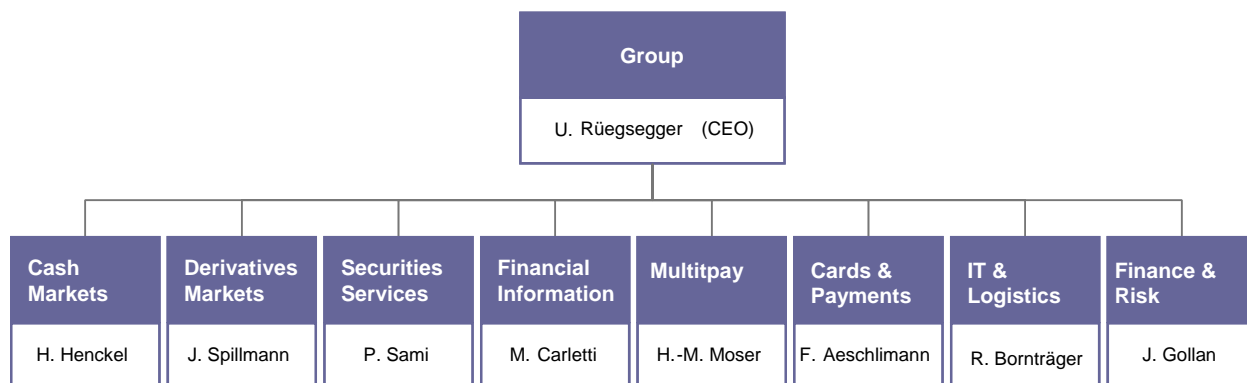 Group
U. Rüegsegger (CEO)
Cash
Markets
Derivatives
Markets
Securities
Services
Financial
Information
Multitpay
Cards &
Payments
IT &
Logistics
Finance &
Risk
H. Henckel
J. Spillmann
P. Sami
M. Carletti
H.-M. Moser
F. Aeschlimann
R. Bornträger
J. Gollan